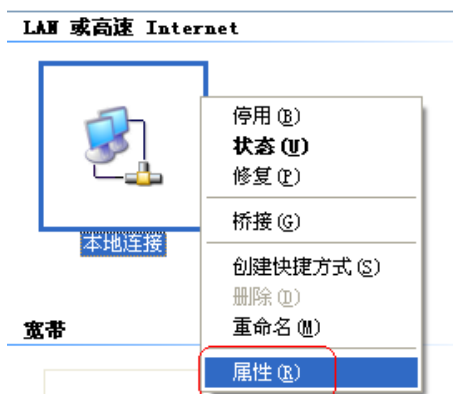 LAN 或高速 Internet
停用(B)
状态(U)
修复(P)
桥接(G)
本地连接
创建快捷方式(S)
删除(D)
重命名(M)
宽带
属性(R)